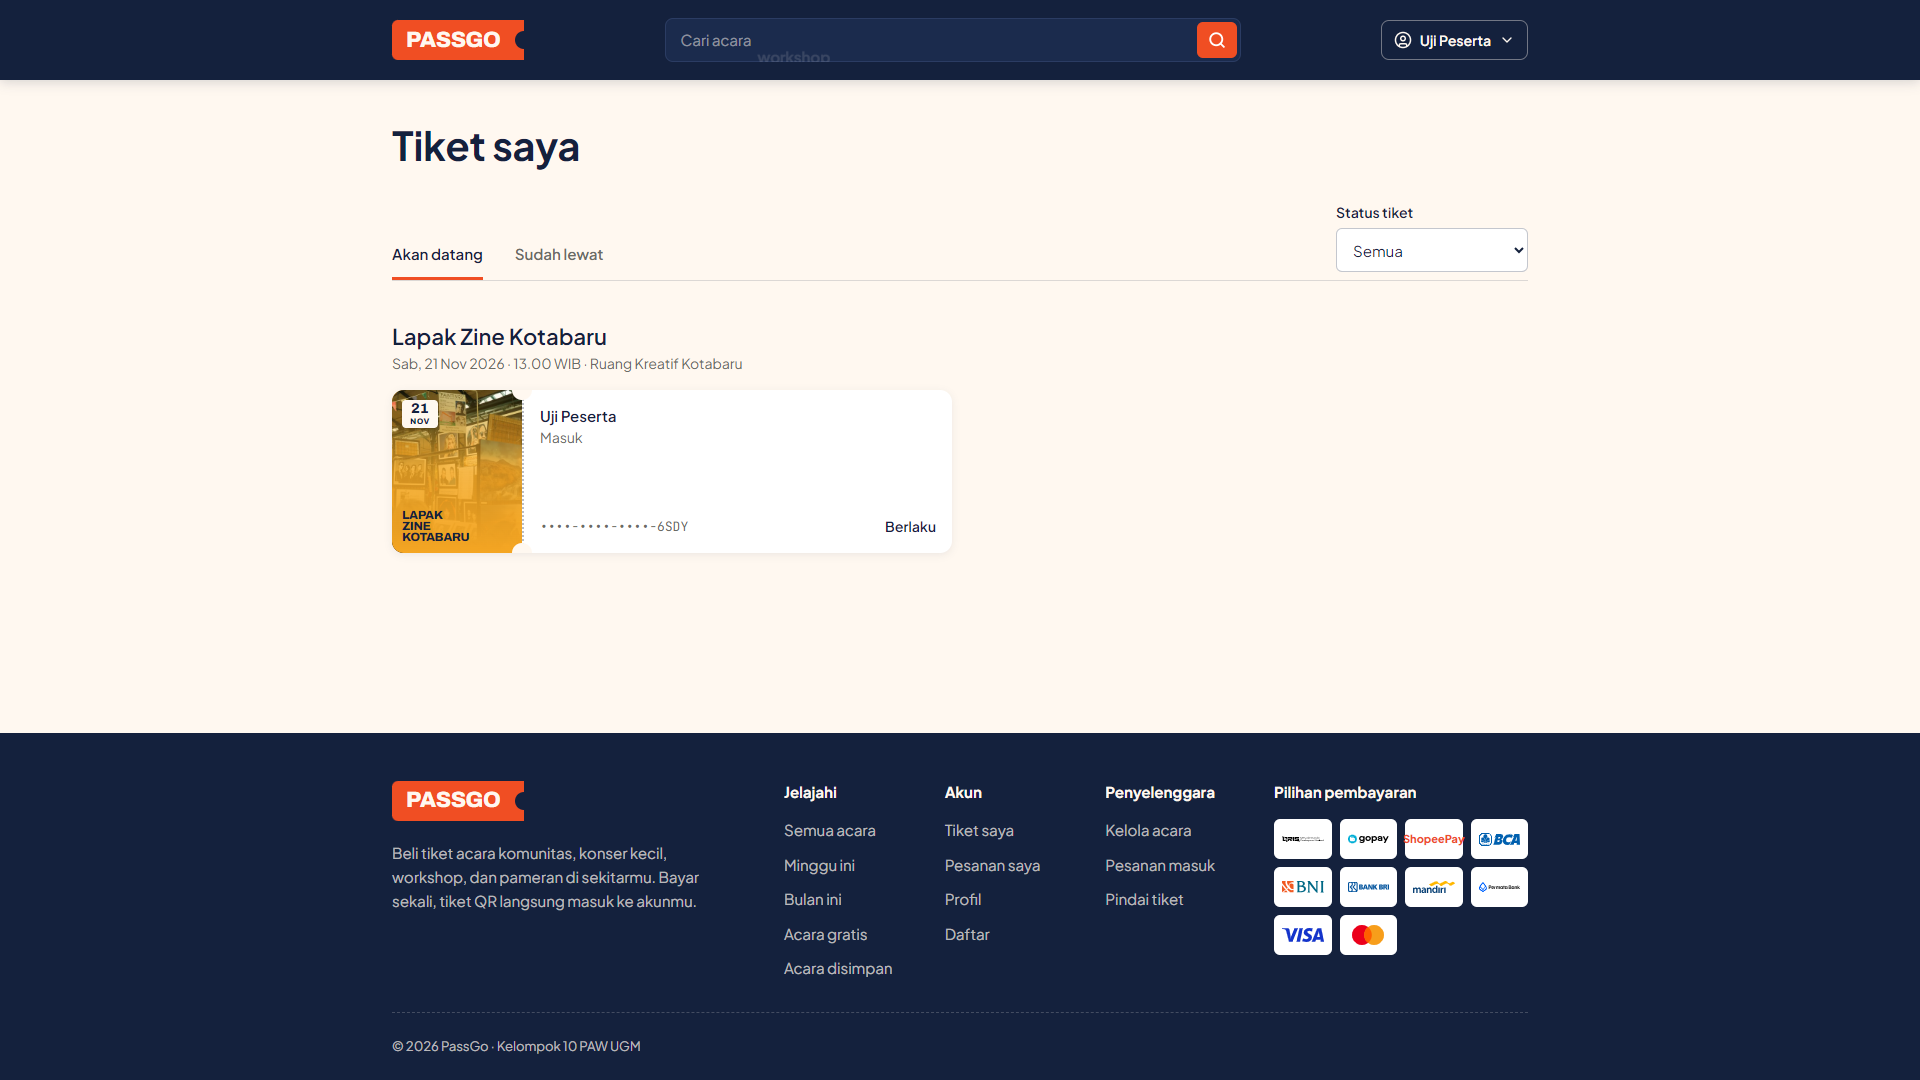 PASSGO
Cari acara
workshop
Uji Peserta
Tiket saya
Status tiket
Akan datang
Sudah lewat
Semua
Lapak Zine Kotabaru
Sab, 21 Nov 2026 · 13.00 WIB · Ruang Kreatif Kotabaru
21
NOV
LAPAK
ZINE
KOTABARU
Uji Peserta
Masuk
••••-••••-••••-6SDY
Berlaku
PASSGO
Beli tiket acara komunitas, konser kecil,
workshop, dan pameran di sekitarmu. Bayar
sekali, tiket QR langsung masuk ke akunmu.
Jelajahi
Semua acara
Minggu ini
Bulan ini
Acara gratis
Acara disimpan
Akun
Tiket saya
Pesanan saya
Profil
Daftar
Penyelenggara
Kelola acara
Pesanan masuk
Pindai tiket
Pilihan pembayaran
QRIS
gopay
ShopeePay
BCA
BNI
BANK BRI
mandiri
PermataBank
VISA
© 2026 PassGo · Kelompok 10 PAW UGM